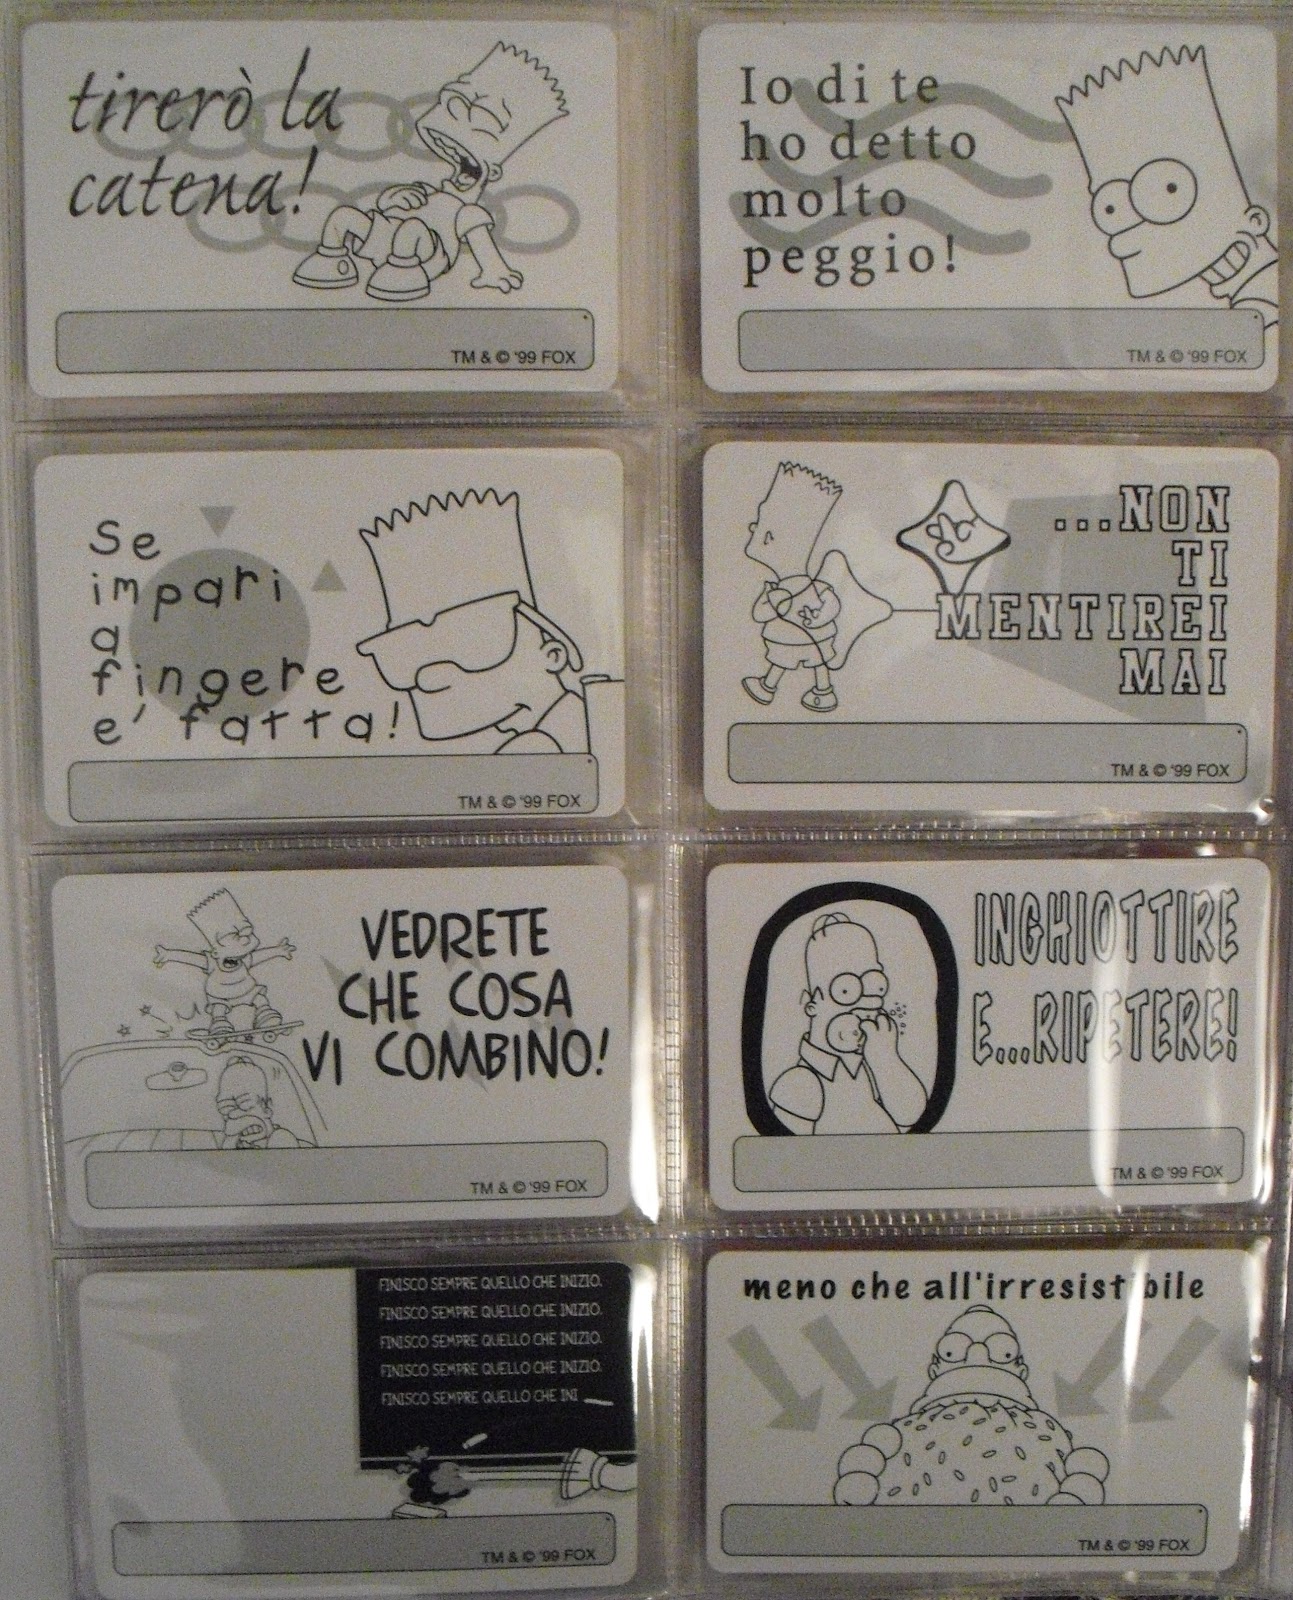 tirerò la
catena!
TM & © '99 FOX
Io di te
ho detto
molto
peggio!
TM & © '99 FOX
Se
impari
a
fingere
e' fatta!
TM & © '99 FOX
...NON
TI
MENTIREI
MAI
TM & © '99 FOX
VEDRETE
CHE COSA
VI COMBINO!
TM & © '99 FOX
INGHIOTTIRE
E...RIPETERE!
TM & © '99 FOX
FINISCO SEMPRE QUELLO CHE INIZIO.
FINISCO SEMPRE QUELLO CHE INIZIO.
FINISCO SEMPRE QUELLO CHE INIZIO.
FINISCO SEMPRE QUELLO CHE INIZIO.
FINISCO SEMPRE QUELLO CHE INI
TM & © '99 FOX
meno che all'irresistibile
TM & © '99 FOX